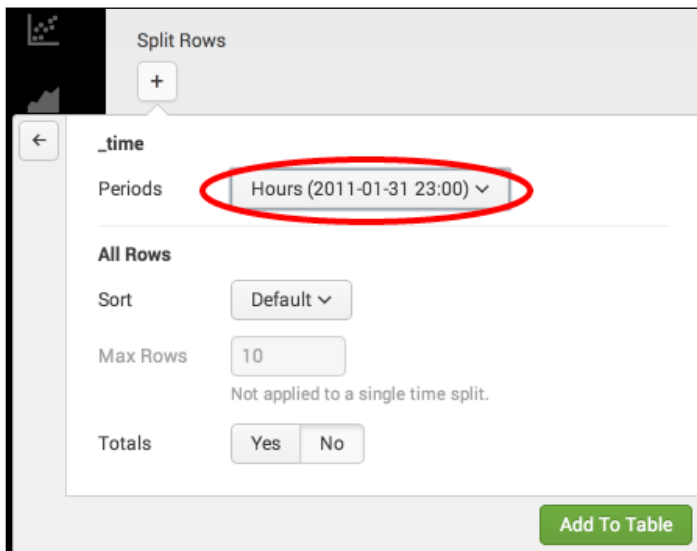 Split Rows
+
_time
Periods Hours (2011-01-31 23:00)
All Rows
Sort Default
Max Rows 10
Not applied to a single time split.
Totals Yes No
Add To Table